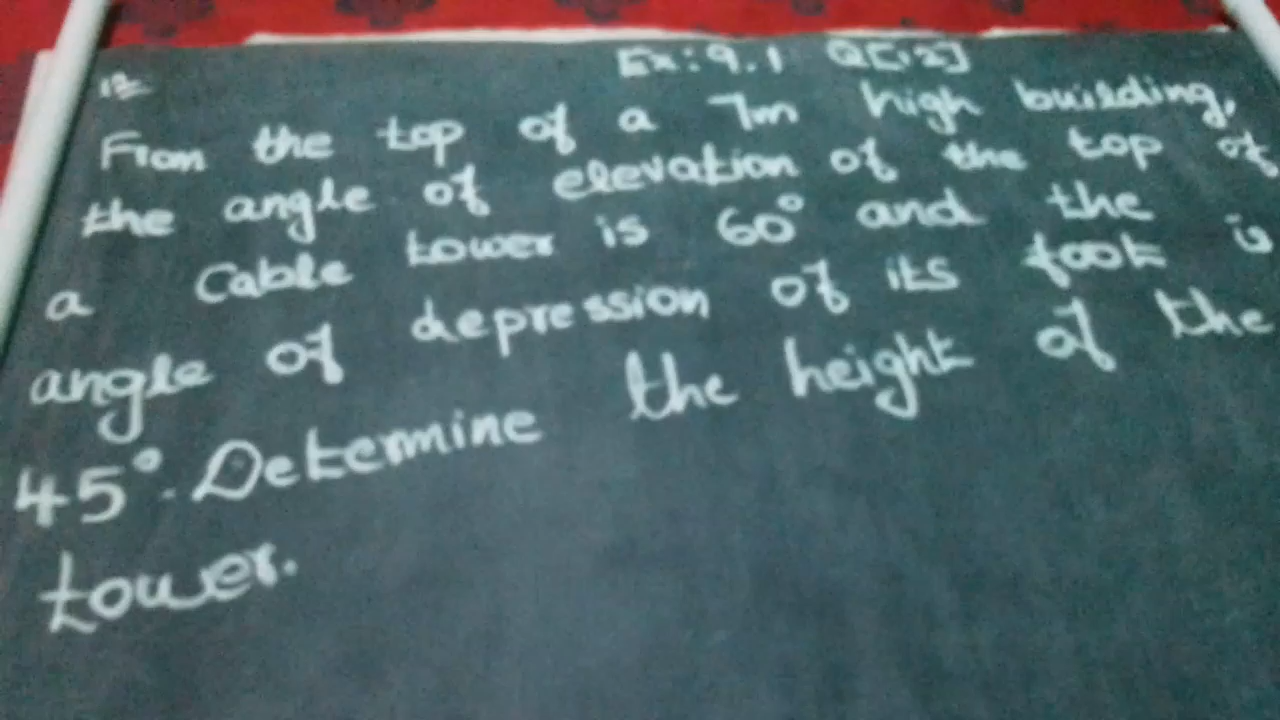 Ex: 9.1 Q[12]
12
From the top of a 7m high building,
the angle of elevation of the top of
a Cable tower is 60° and the
angle of depression of its foot is
45°. Determine the height of the
tower.